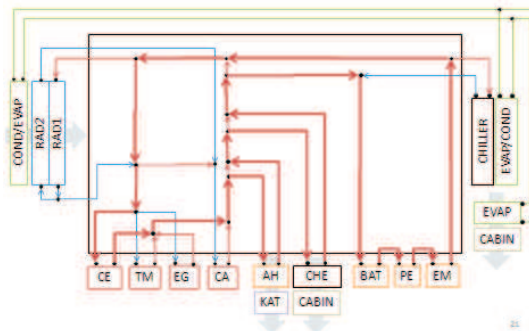 COND/EVAP
RAD2
RAD1
CHILLER
EVAP/COND
EVAP
CABIN
CE
TM
EG
CA
AH
CHE
BAT
PE
EM
KAT
CABIN